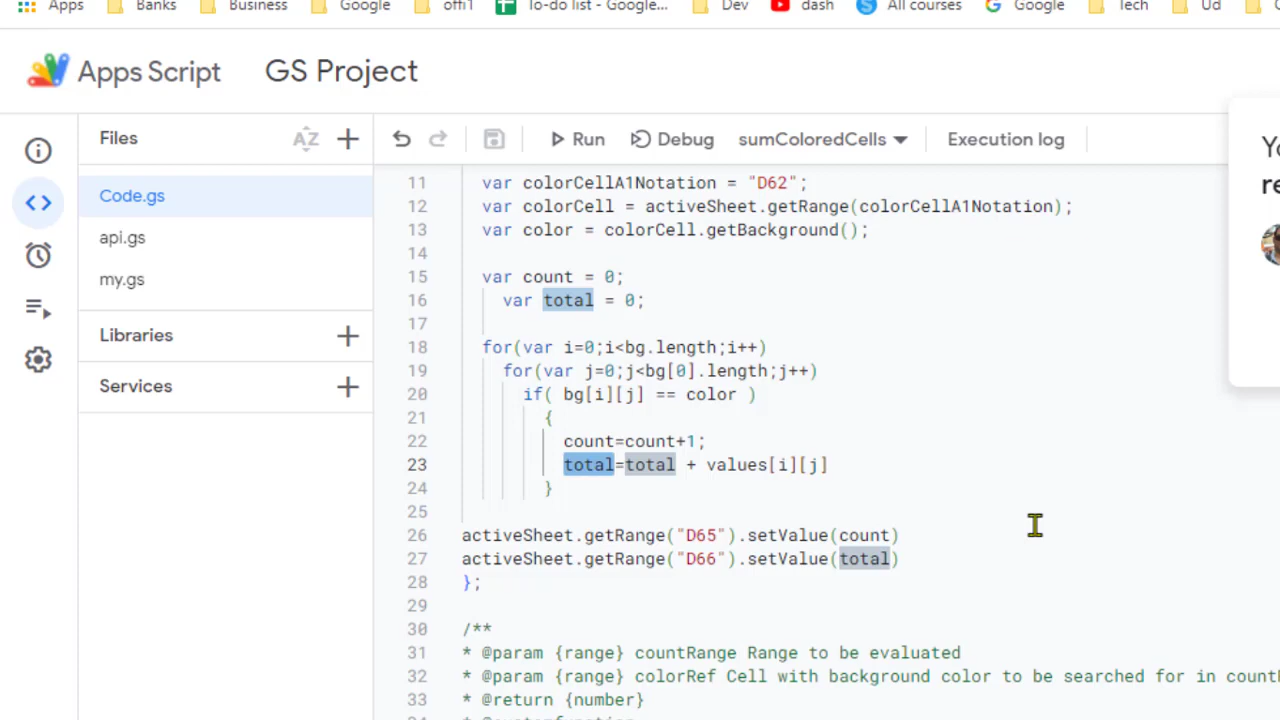 Apps Banks Business Google offi1 To-do list - Google... Dev dash All courses Google Tech Ud
Apps Script GS Project
Files
Run Debug sumColoredCells Execution log
Code.gs
api.gs
my.gs
Libraries
Services
11 var colorCellA1Notation = "D62";
12 var colorCell = activeSheet.getRange(colorCellA1Notation);
13 var color = colorCell.getBackground();
14
15 var count = 0;
16 var total = 0;
17
18 for(var i=0;i<bg.length;i++)
19 for(var j=0;j<bg[0].length;j++)
20 if( bg[i][j] == color )
21 {
22 count=count+1;
23 total=total + values[i][j]
24 }
25
26 activeSheet.getRange("D65").setValue(count)
27 activeSheet.getRange("D66").setValue(total)
28 };
29
30 /**
31 * @param {range} countRange Range to be evaluated
32 * @param {range} colorRef Cell with background color to be searched for in count
33 * @return {number}